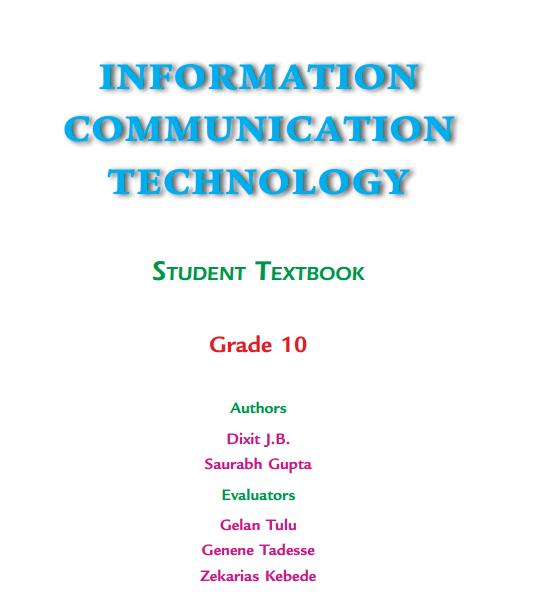 INFORMATION
COMMUNICATION
TECHNOLOGY
STUDENT TEXTBOOK
Grade 10
Authors
Dixit J.B.
Saurabh Gupta
Evaluators
Gelan Tulu
Genene Tadesse
Zekarias Kebede